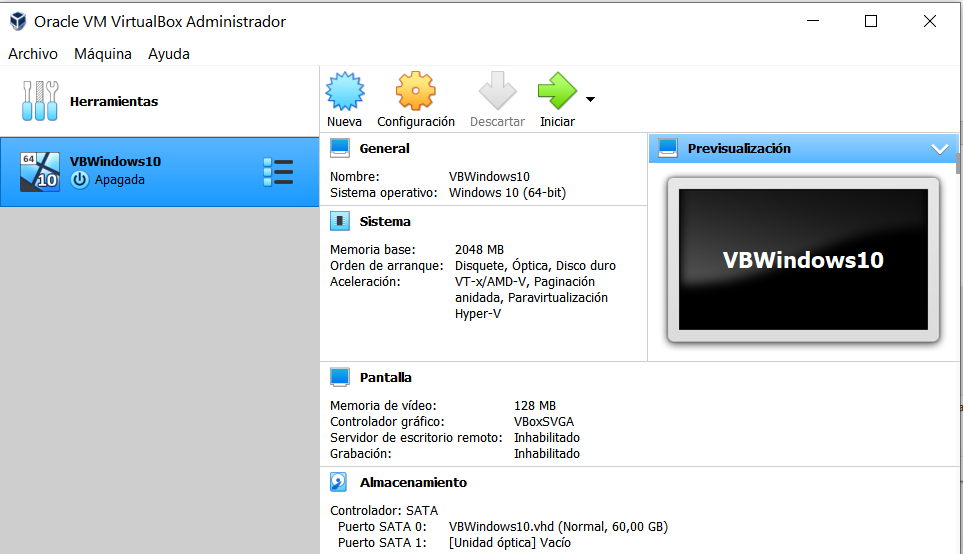 Oracle VM VirtualBox Administrador
Archivo Máquina Ayuda
Herramientas
64
10
VBWindows10
Apagada
Nueva Configuración Descartar Iniciar
General
Nombre: VBWindows10
Sistema operativo: Windows 10 (64-bit)
Previsualización
VBWindows10
Sistema
Memoria base: 2048 MB
Orden de arranque: Disquete, Óptica, Disco duro
Aceleración: VT-x/AMD-V, Paginación
anidada, Paravirtualización
Hyper-V
Pantalla
Memoria de vídeo: 128 MB
Controlador gráfico: VBoxSVGA
Servidor de escritorio remoto: Inhabilitado
Grabación: Inhabilitado
Almacenamiento
Controlador: SATA
Puerto SATA 0: VBWindows10.vhd (Normal, 60,00 GB)
Puerto SATA 1: [Unidad óptica] Vacío